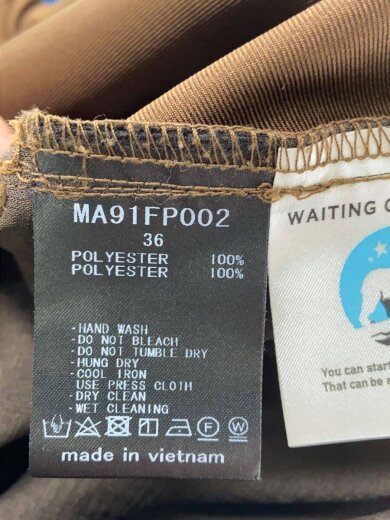 MA91FP002
36
POLYESTER 100%
POLYESTER 100%
-HAND WASH
-DO NOT BLEACH
-DO NOT TUMBLE DRY
-HUNG DRY
-COOL IRON
USE PRESS CLOTH
-DRY CLEAN
-WET CLEANING
made in vietnam
WAITING
You can start
That can be